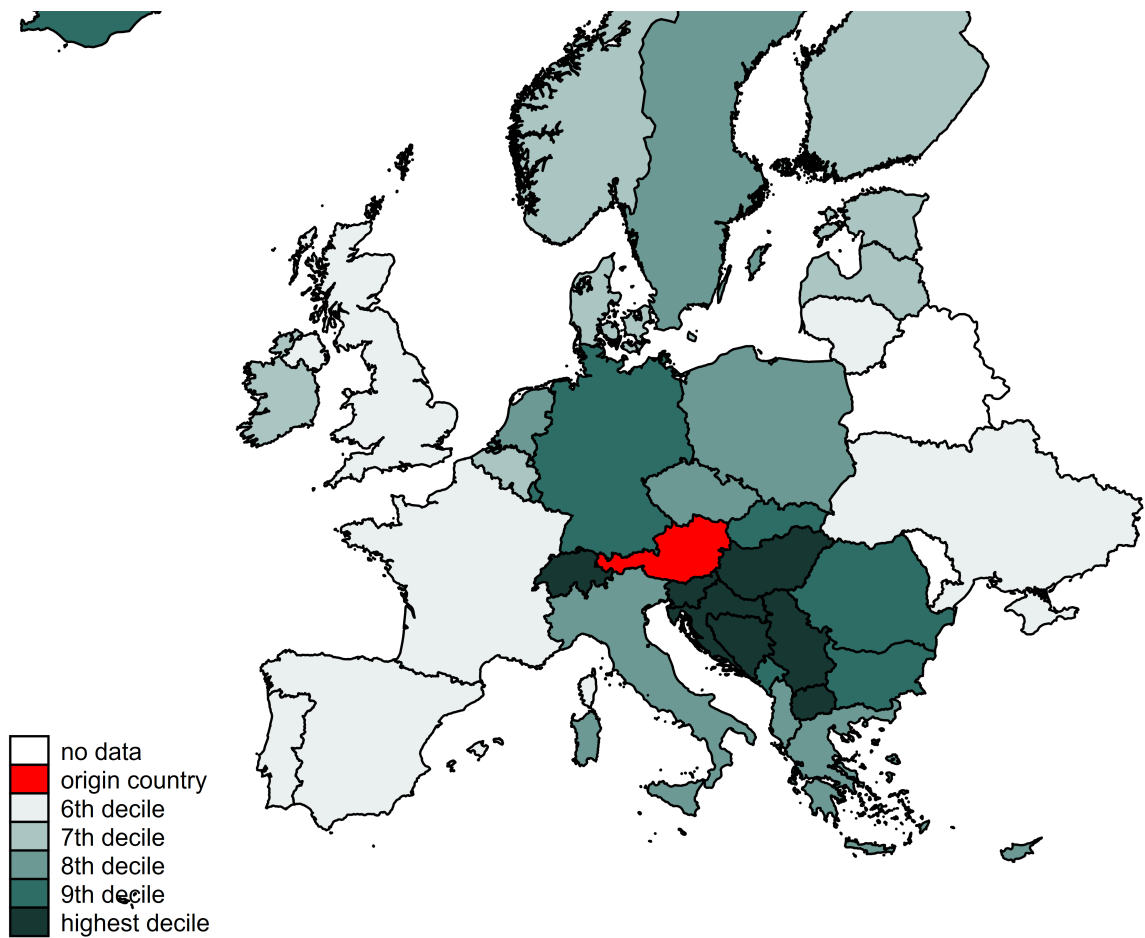 no data
origin country
6th decile
7th decile
8th decile
9th decile
highest decile